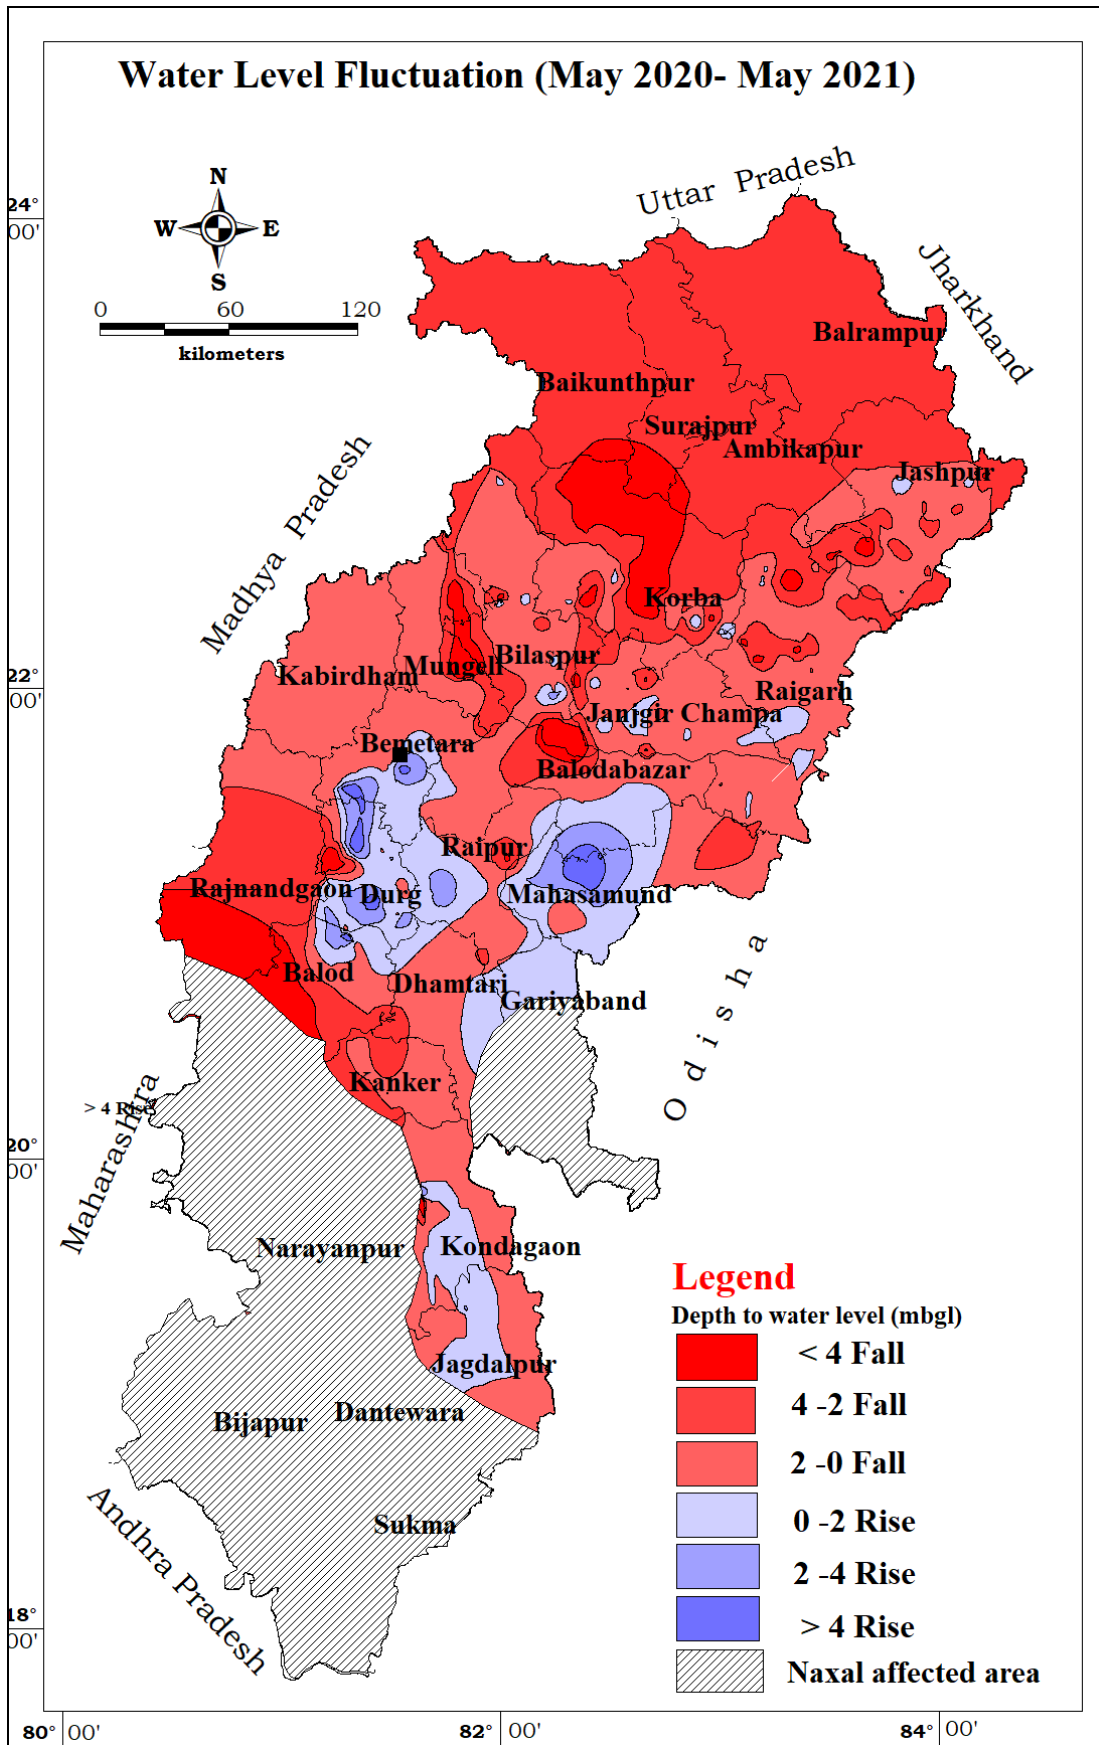 Water Level Fluctuation (May 2020- May 2021)
Uttar Pradesh
N
24°
00'
W E
S
Jharkhand
0 60 120
kilometers
Balrampur
Baikunthpur
Surajpur
Ambikapur
Jashpur
Madhya Pradesh
Korba
Bilaspur
Mungeli
Kabirdham
22°
00'
Raigarh
Janjgir Champa
Bemetara
Balodabazar
Raipur
Rajnandgaon
Durg
Mahasamund
Odisha
Balod
Dhamtari
Gariyaband
Kanker
> 4 Rise
Maharashtra
20°
00'
Narayanpur
Kondagaon
Legend
Depth to water level (mbgl)
< 4 Fall
Jagdalpur
4 -2 Fall
Dantewara
Bijapur
2 -0 Fall
0 -2 Rise
Sukma
Andhra Pradesh
2 -4 Rise
> 4 Rise
18°
00'
Naxal affected area
80° 00'
82° 00'
84° 00'